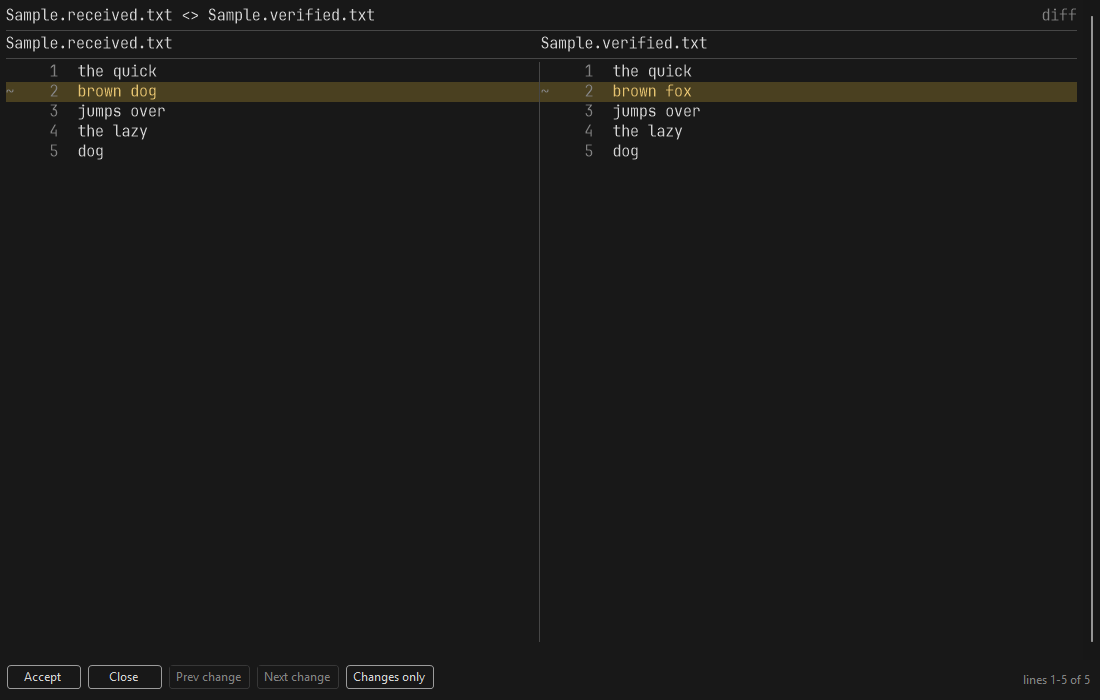 Sample.received.txt <> Sample.verified.txt diff
Sample.received.txt Sample.verified.txt
1 the quick 1 the quick
~ 2 brown dog ~ 2 brown fox
3 jumps over 3 jumps over
4 the lazy 4 the lazy
5 dog 5 dog
Accept Close Prev change Next change Changes only lines 1-5 of 5